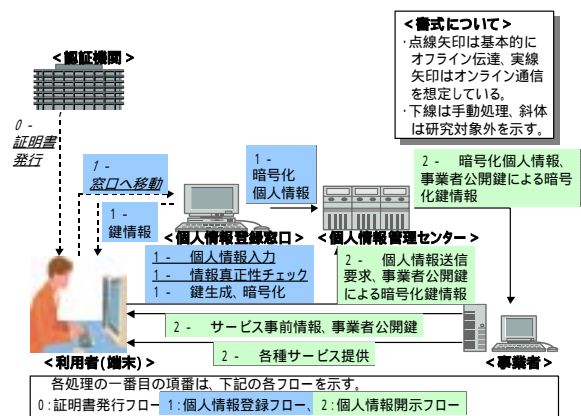 <書式について>
・点線矢印は基本的に
オフライン伝達、実線
矢印はオンライン通信
を想定している。
・下線は手動処理、斜体
は研究対象外を示す。
<認証機関>
0 -
証明書
発行
1 -
窓口へ移動
1 -
鍵情報
1 -
暗号化
個人情報
2 - 暗号化個人情報、
事業者公開鍵による暗号
化鍵情報
<個人情報登録窓口>
<個人情報管理センター>
1 - 個人情報入力
1 - 情報真正性チェック
1 - 鍵生成、暗号化
2 - 個人情報送信
要求、事業者公開鍵
による暗号化鍵情報
2 - サービス事前情報、事業者公開鍵
2 - 各種サービス提供
<利用者(端末)>
<事業者>
各処理の一番目の項番は、下記の各フローを示す。
0:証明書発行フロー 1:個人情報登録フロー、2:個人情報開示フロー